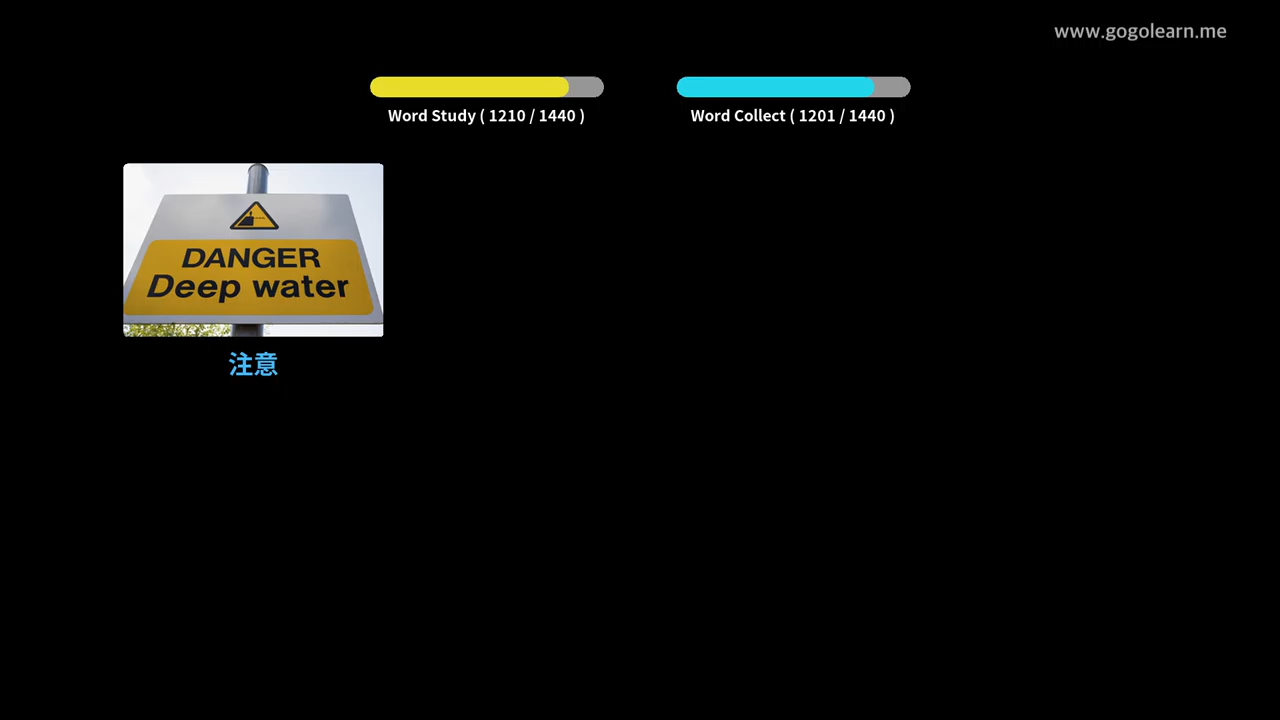 www.gogolearn.me
Word Study ( 1210 / 1440 )
Word Collect ( 1201 / 1440 )
DANGER
Deep water
注意